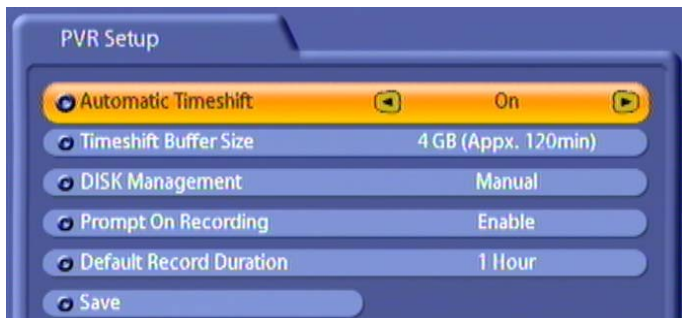 PVR Setup
Automatic Timeshift On
Timeshift Buffer Size 4 GB (Appx. 120min)
DISK Management Manual
Prompt On Recording Enable
Default Record Duration 1 Hour
Save